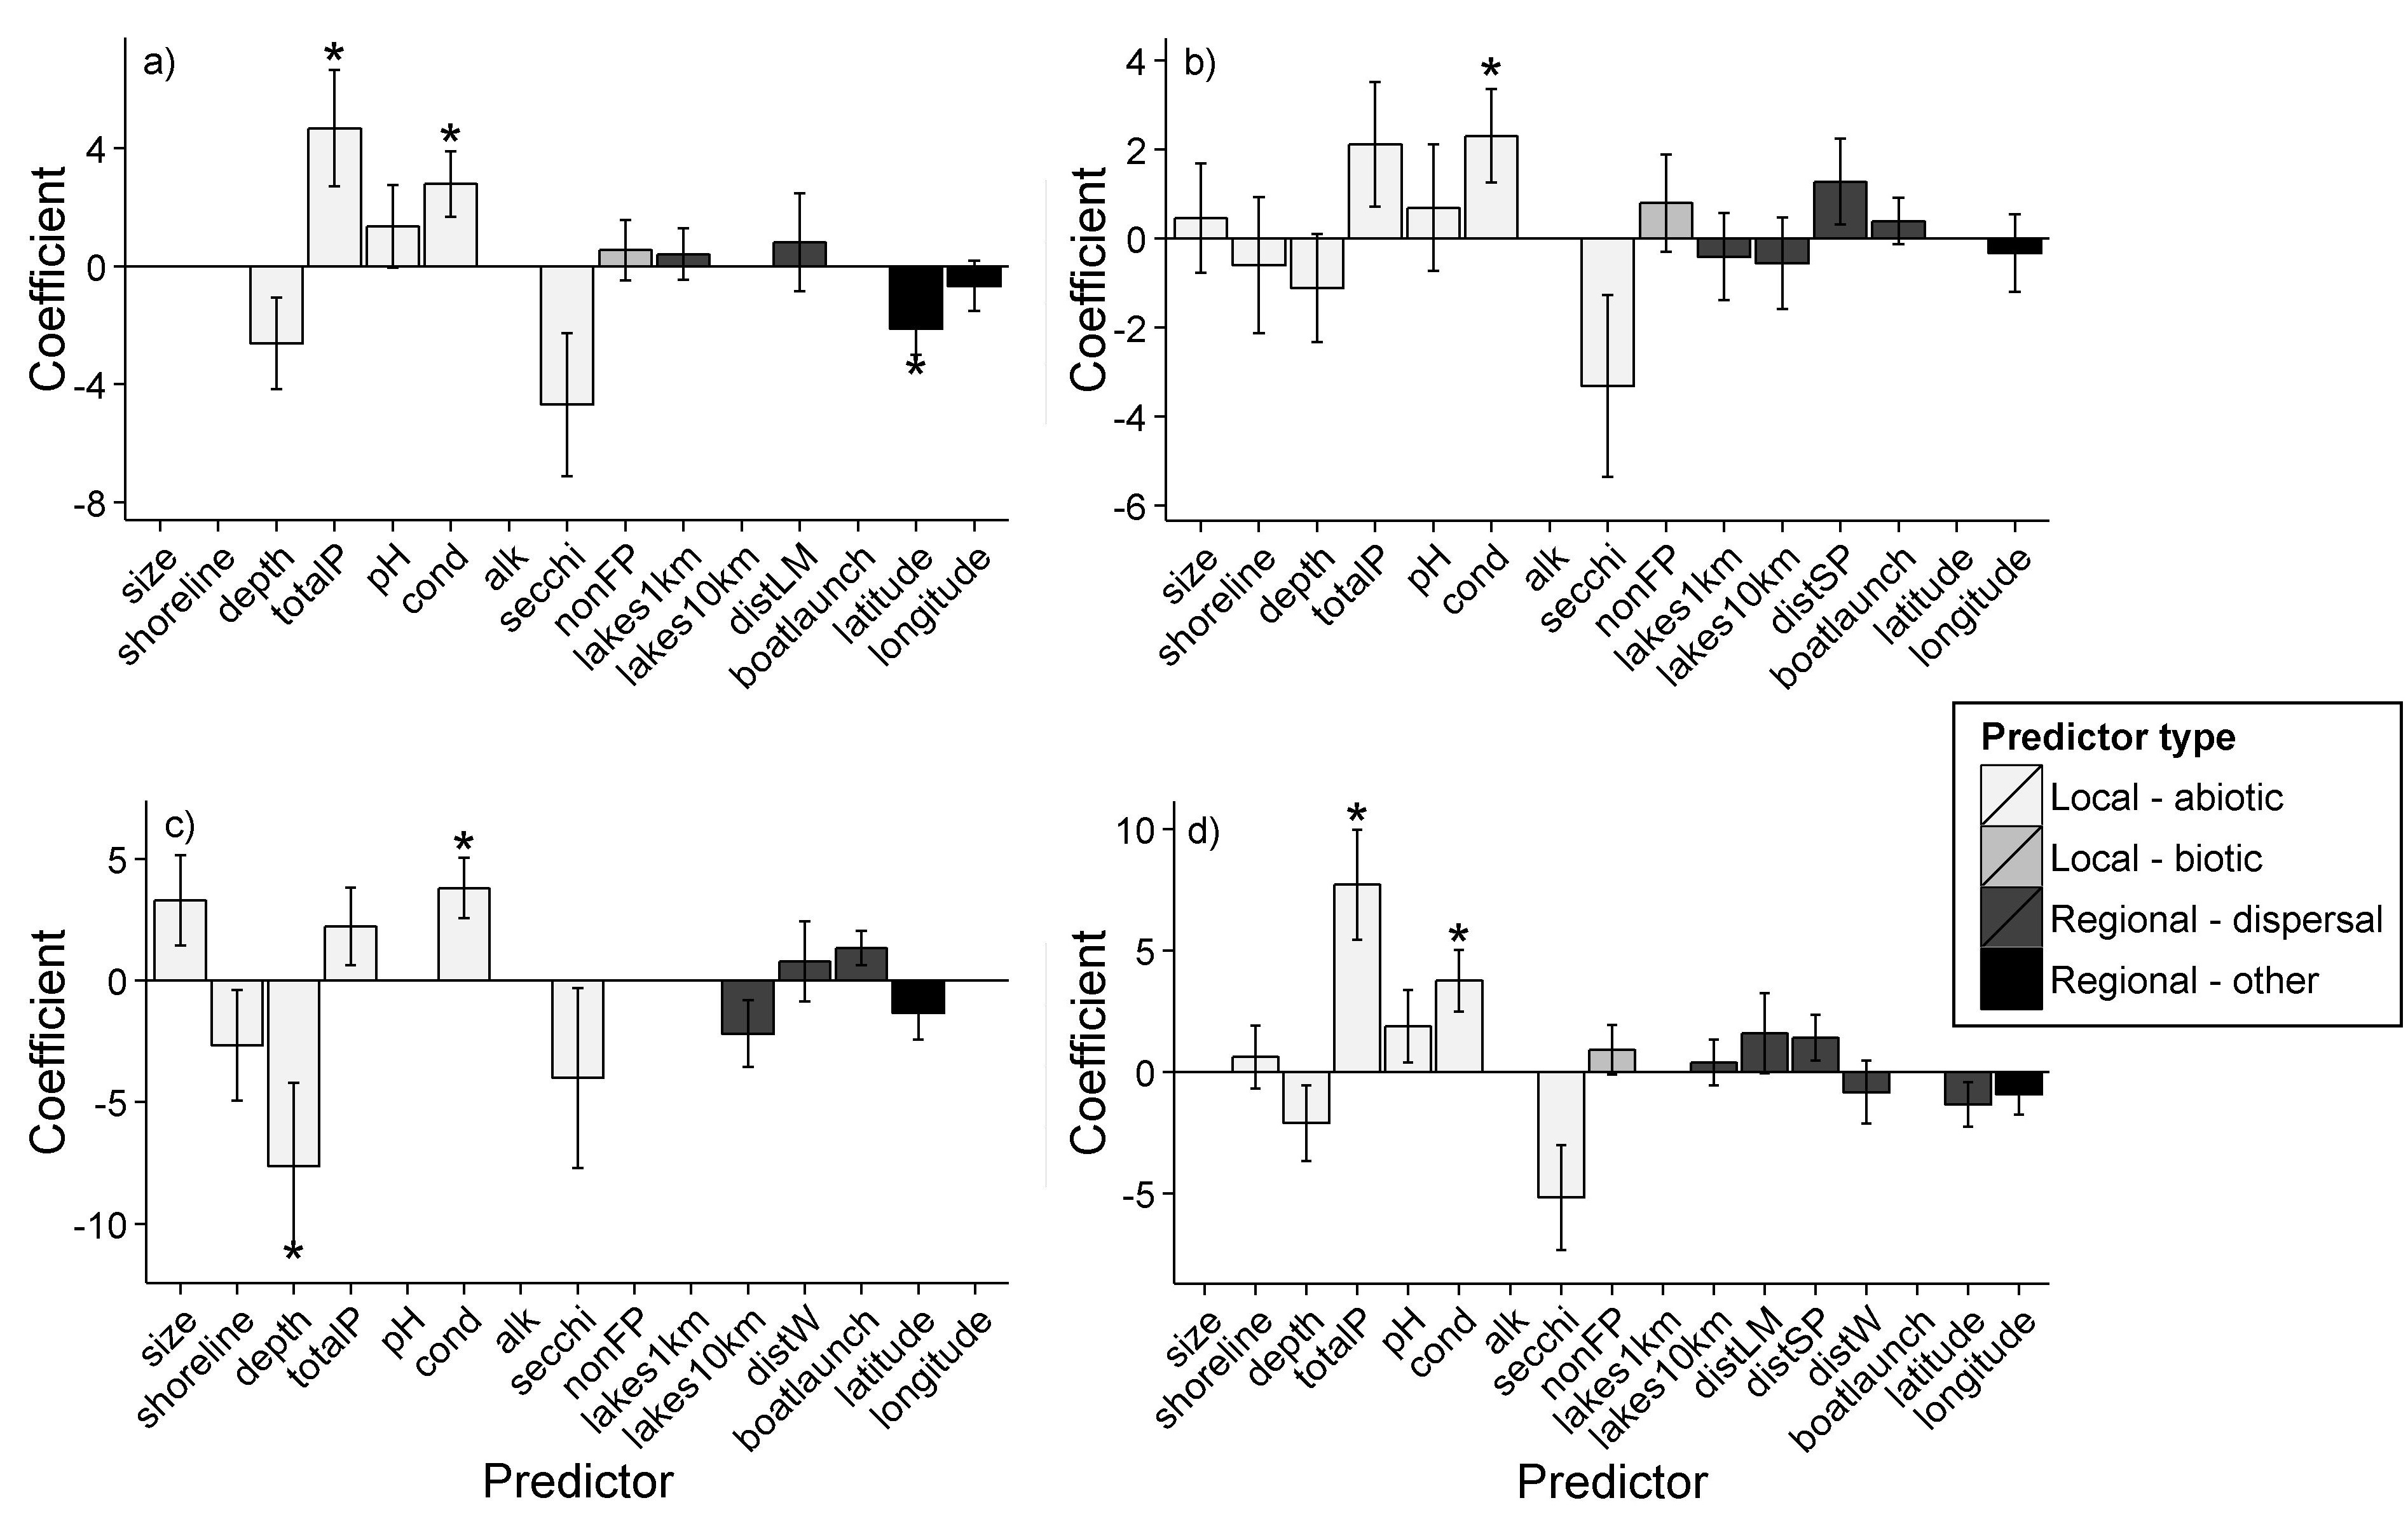 a)
*
*
*
4
0
-4
-8
Coefficient
size
shoreline
depth
totalP
pH
cond
alk
secchi
nonFP
lakes1km
lakes10km
distLM
boatlaunch
latitude
longitude
b)
*
4
2
0
-2
-4
-6
Coefficient
size
shoreline
depth
totalP
pH
cond
alk
secchi
nonFP
lakes1km
lakes10km
distSP
boatlaunch
latitude
longitude
Predictor type
Local - abiotic
Local - biotic
Regional - dispersal
Regional - other
c)
*
*
5
0
-5
-10
Coefficient
size
shoreline
depth
totalP
pH
cond
alk
secchi
nonFP
lakes1km
lakes10km
distW
boatlaunch
latitude
longitude
Predictor
d)
*
*
10
5
0
-5
Coefficient
size
shoreline
depth
totalP
pH
cond
alk
secchi
nonFP
lakes1km
lakes10km
distLM
distSP
distW
boatlaunch
latitude
longitude
Predictor